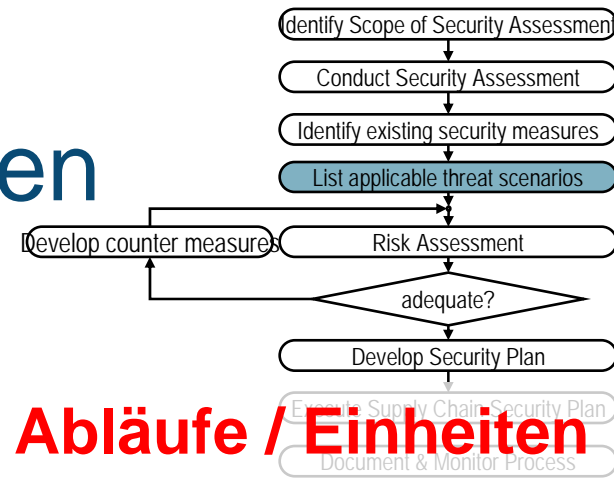 Identify Scope of Security Assessment
Conduct Security Assessment
Identify existing security measures
en
List applicable threat scenarios
Develop counter measures
Risk Assessment
adequate?
Develop Security Plan
Execute Supply Chain Security Plan
Abläufe / Einheiten
Document & Monitor Process